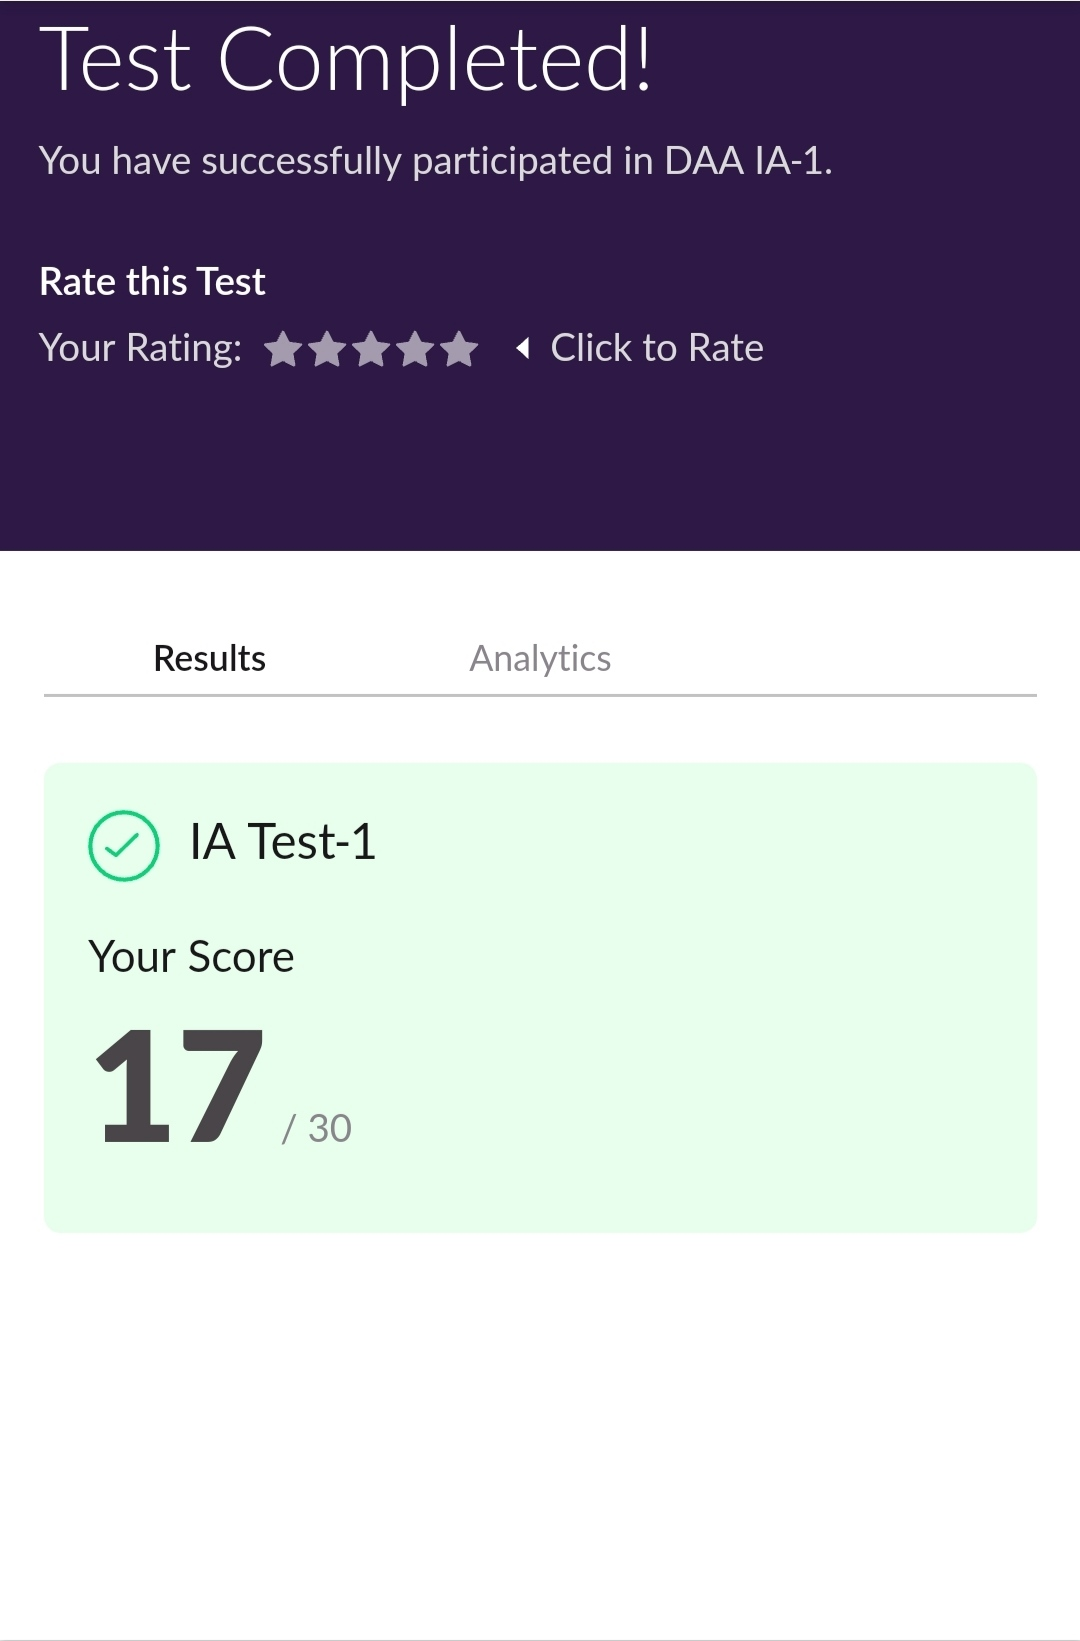 Test Completed!
You have successfully participated in DAA IA-1.
Rate this Test
Your Rating: Click to Rate
Results Analytics
IA Test-1
Your Score
17 / 30